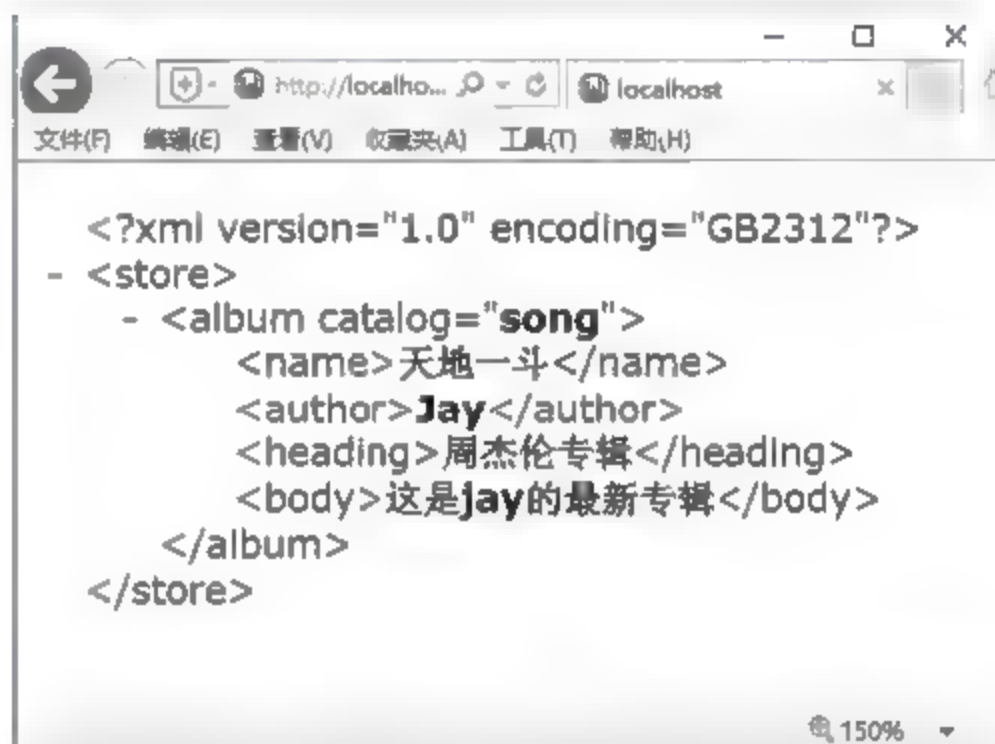 http://localho... localhost
文件(F) 编辑(E) 查看(V) 收藏夹(A) 工具(T) 帮助(H)
<?xml version="1.0" encoding="GB2312"?>
- <store>
- <album catalog="song">
<name>天地一斗</name>
<author>Jay</author>
<heading>周杰伦专辑</heading>
<body>这是jay的最新专辑</body>
</album>
</store>
150%